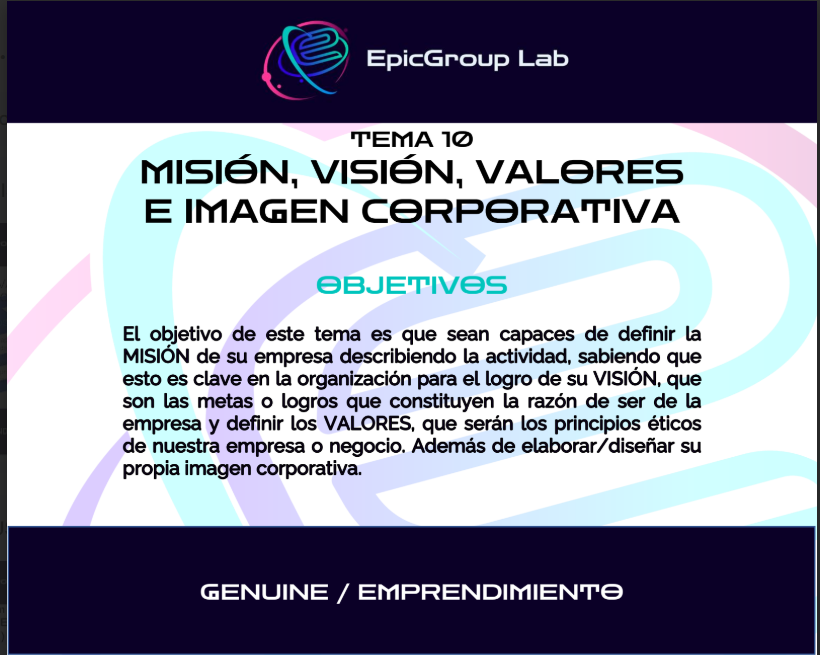 EpicGroup Lab
TEMA 10
MISIÓN, VISIÓN, VALORES
E IMAGEN CORPORATIVA
OBJETIVOS
El objetivo de este tema es que sean capaces de definir la
MISIÓN de su empresa describiendo la actividad, sabiendo que
esto es clave en la organización para el logro de su VISIÓN, que
son las metas o logros que constituyen la razón de ser de la
empresa y definir los VALORES, que serán los principios éticos
de nuestra empresa o negocio. Además de elaborar/diseñar su
propia imagen corporativa.
GENUINE / EMPRENDIMIENTO